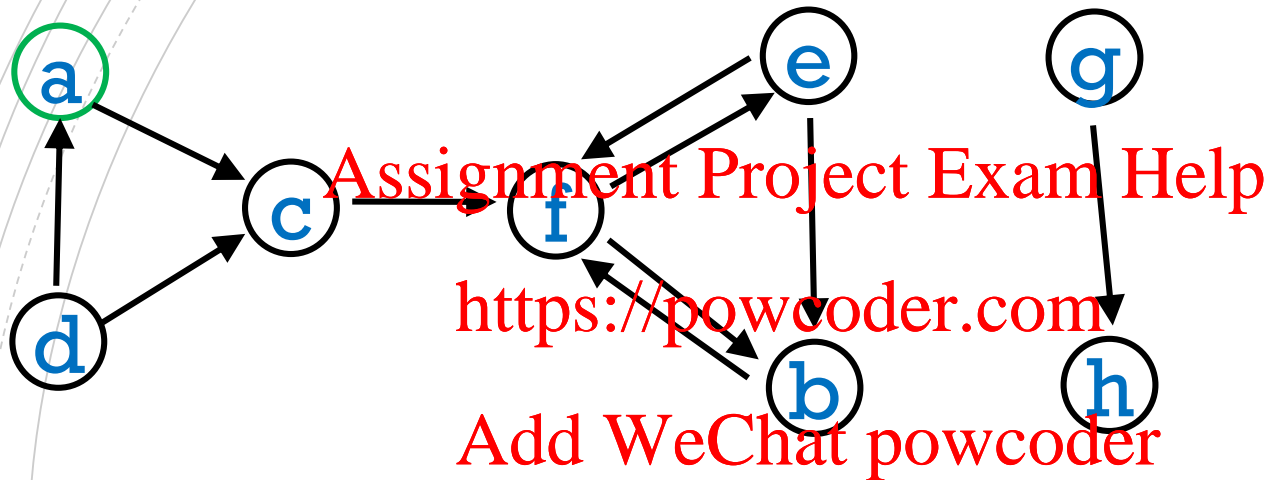 a
e
g
Assignment Project Exam Help
c
f
https://powcoder.com
d
b
h
Add WeChat powcoder